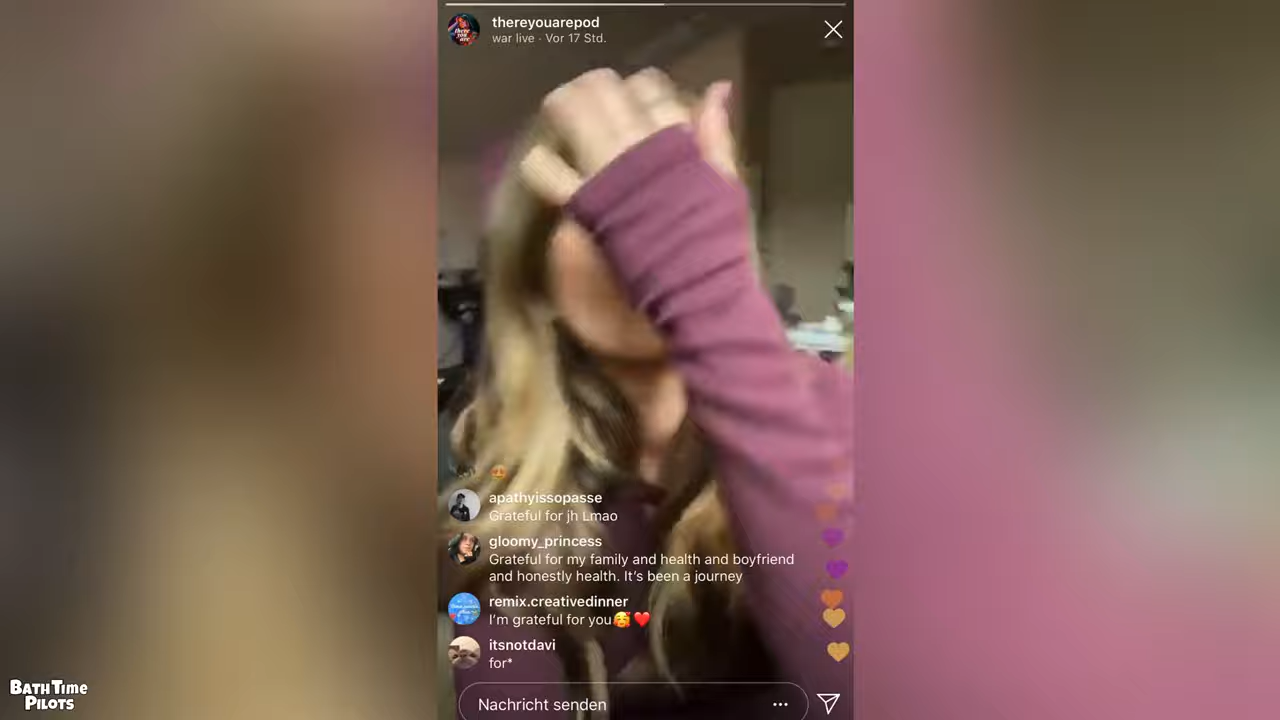 thereyouarepod
war live · Vor 17 Std.
apathyissopasse
Grateful for jh Lmao
gloomy_princess
Grateful for my family and health and boyfriend
and honestly health. It’s been a journey
remix.creativedinner
I’m grateful for you🥰❤️
itsnotdavi
for*
Nachricht senden
BATH TIME
PILOTS